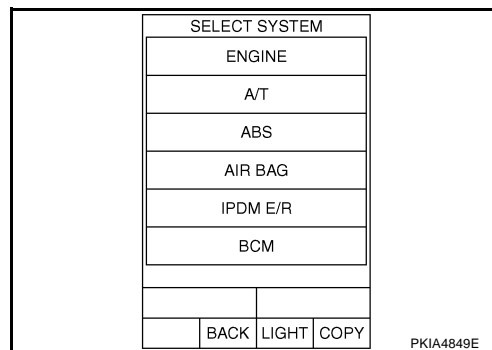 SELECT SYSTEM
ENGINE
A/T
ABS
AIR BAG
IPDM E/R
BCM
BACK LIGHT COPY
PKIA4849E